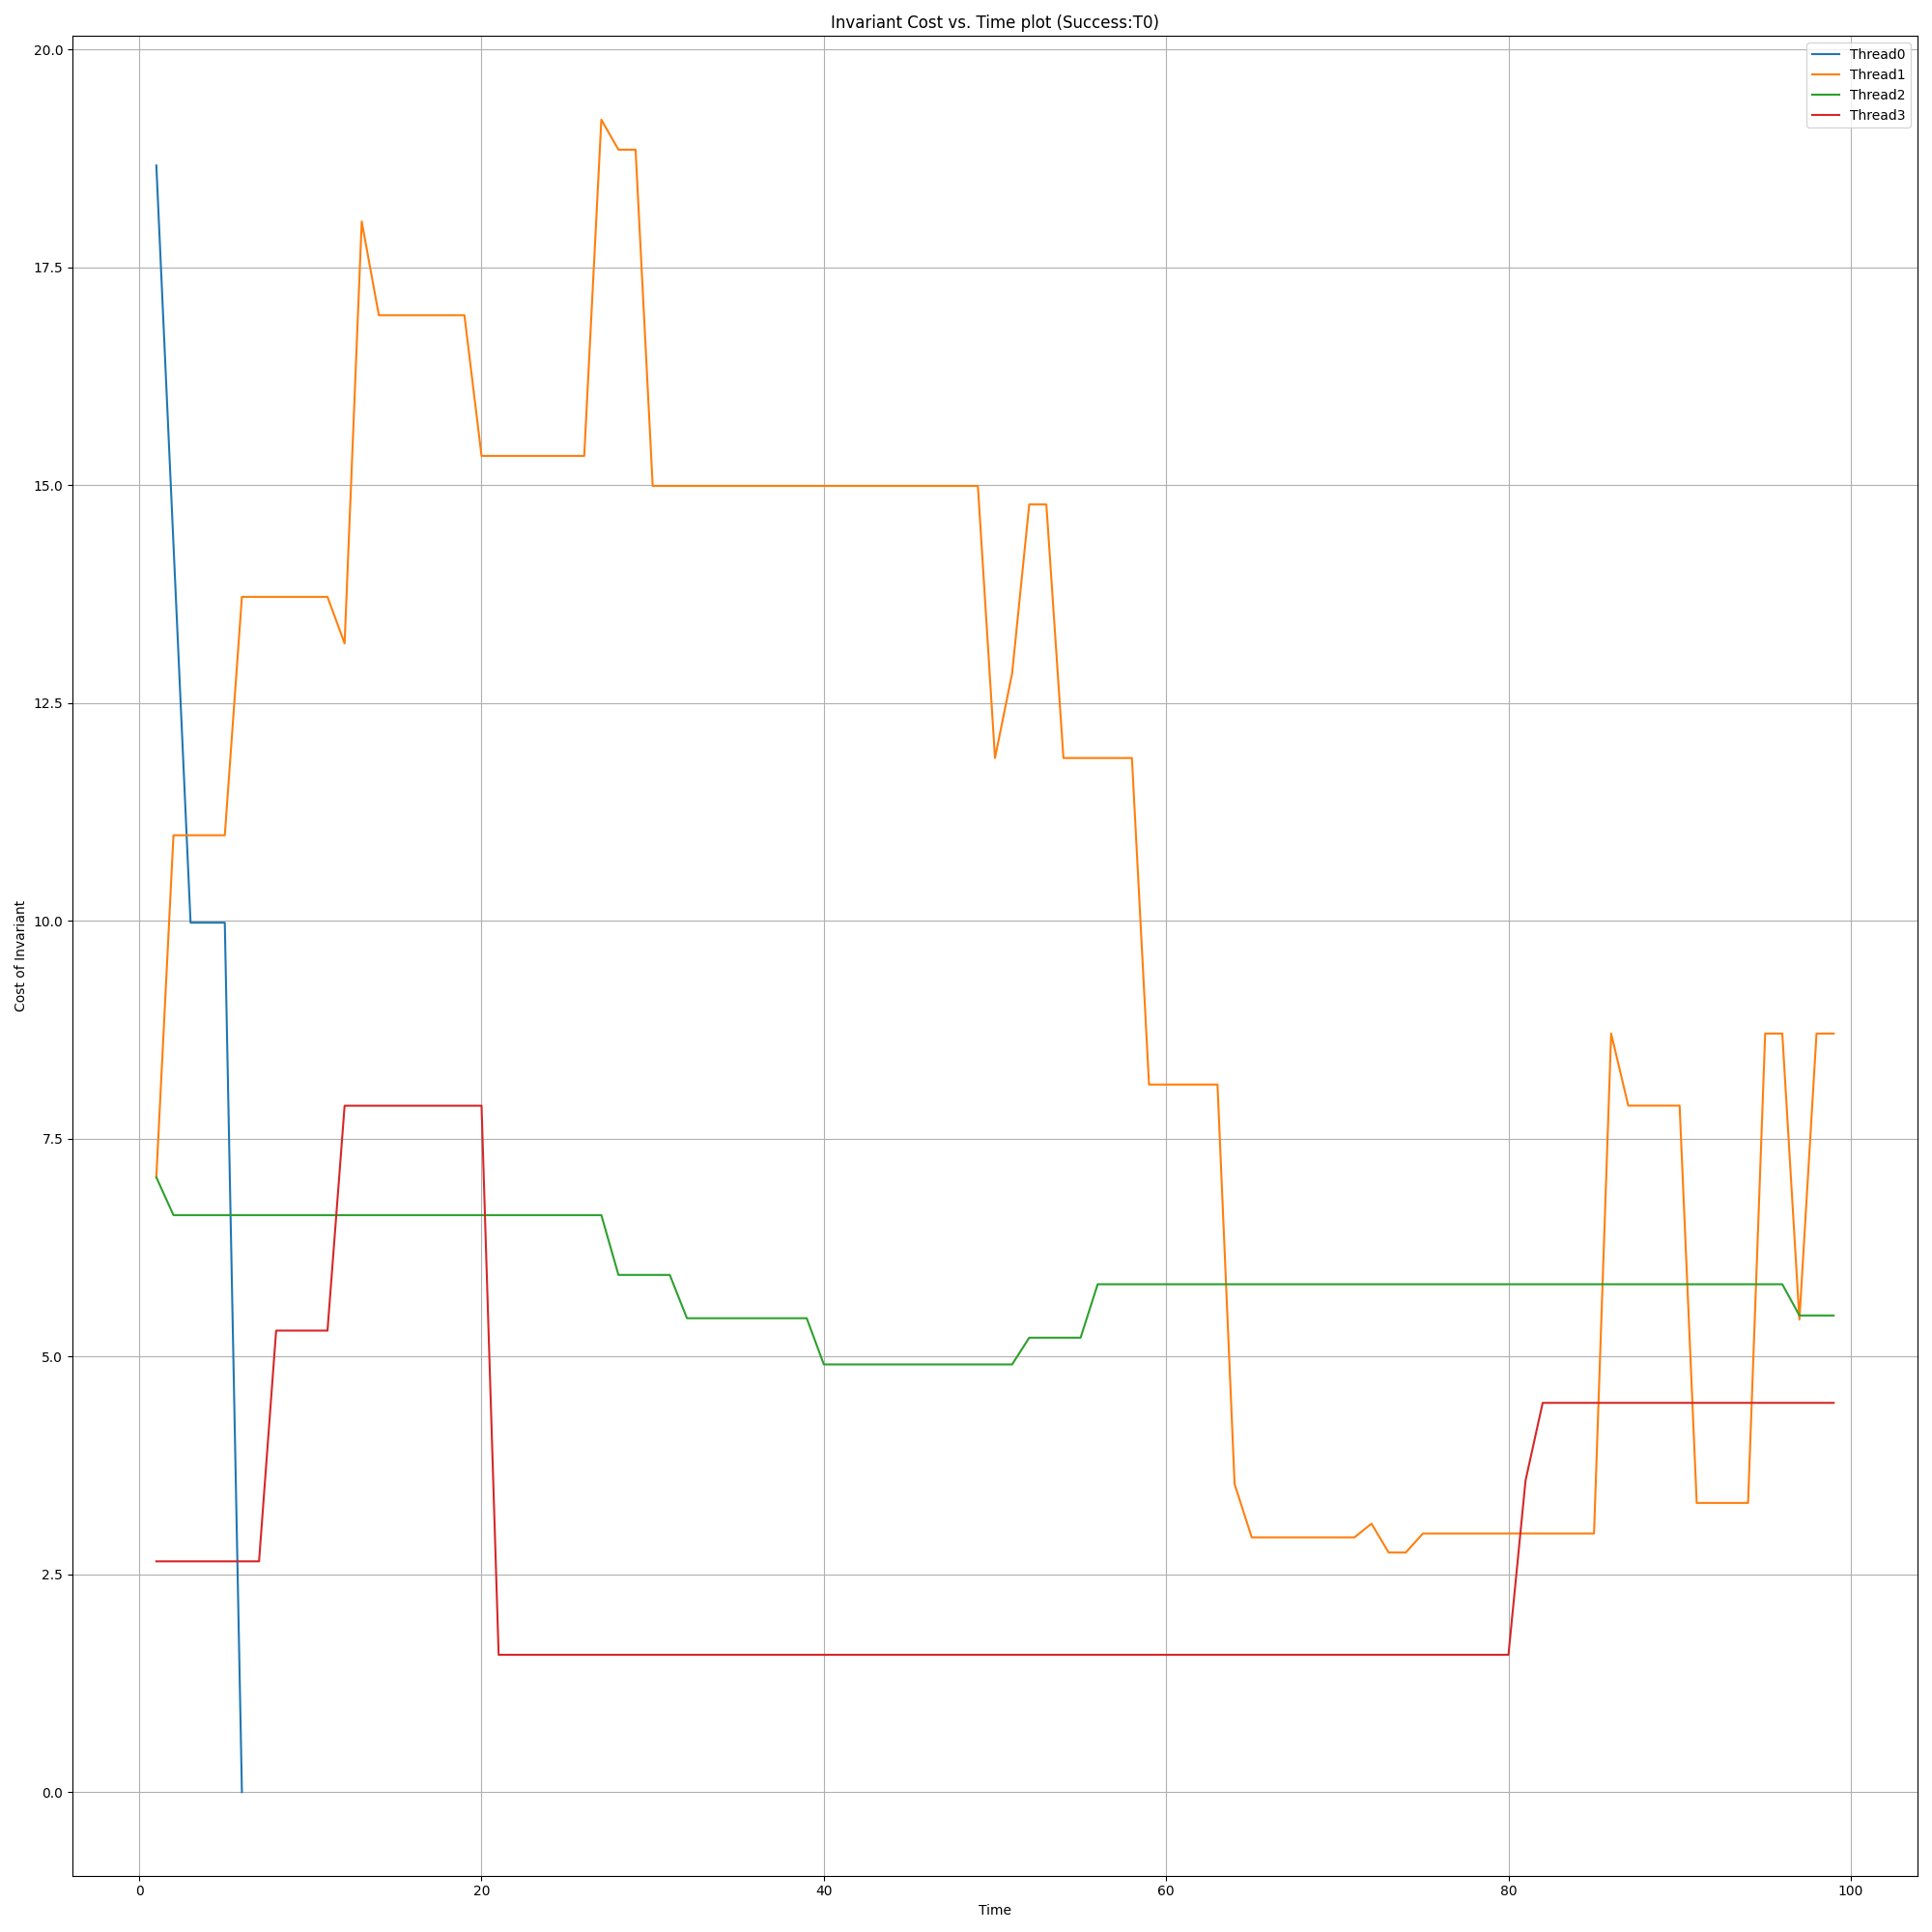 Invariant Cost vs. Time plot (Success:T0)
Thread0
Thread1
Thread2
Thread3
20.0
17.5
15.0
12.5
10.0
7.5
5.0
2.5
0.0
Cost of Invariant
0 20 40 60 80 100
Time